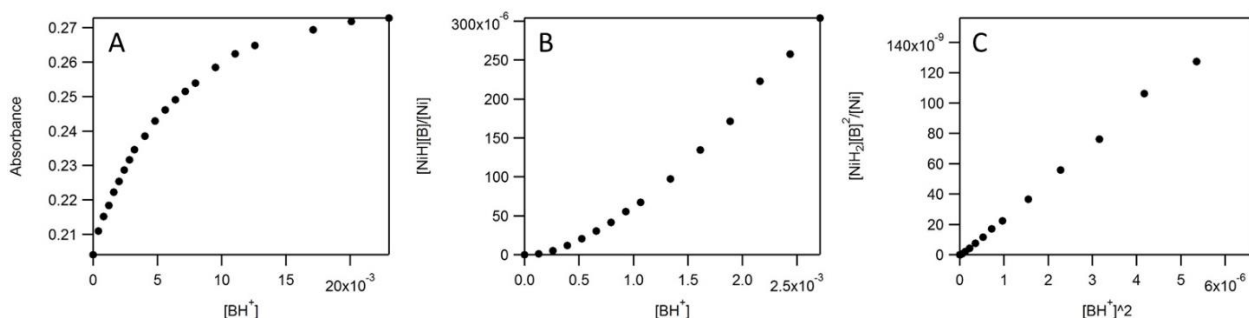 A
Absorbance
0.27
0.26
0.25
0.24
0.23
0.22
0.21
0
5
10
15
20x10⁻³
[BH⁺]
B
[NiH][B]/[Ni]
300x10⁻⁶
250
200
150
100
50
0
0.0
0.5
1.0
1.5
2.0
2.5x10⁻³
[BH⁺]
C
[NiH₂][B]²/[Ni]
140x10⁻⁹
120
100
80
60
40
20
0
0
1
2
3
4
5
6x10⁻⁶
[BH⁺]^2